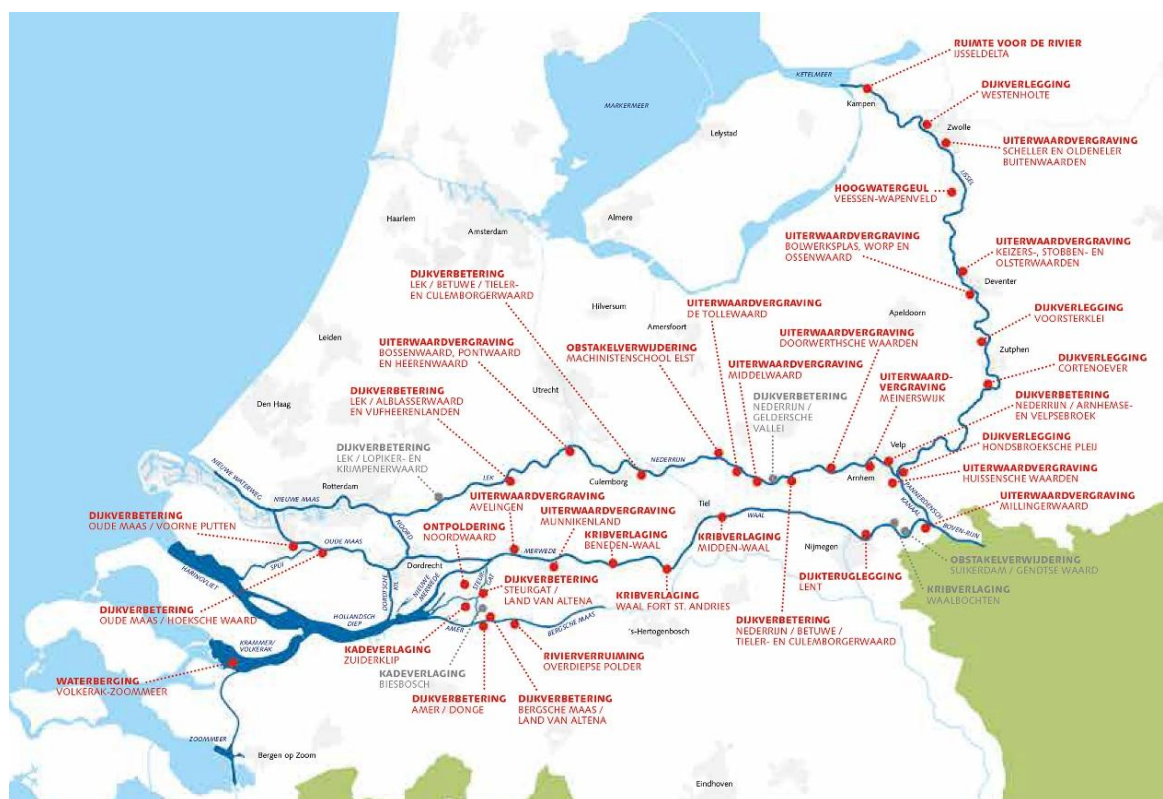 RUIMTE VOOR DE RIVIER
IJSSELDELTA
KETELMEER
Kampen
DIJKVERLEGGING
WESTENHOLTE
MARKERMEER
Lelystad
Zwolle
UITERWAARDVERGRAVING
SCHELLER EN OLDENELER
BUITENWAARDEN
IJSSEL
HOOGWATERGEUL
VEESSEN-WAPENVELD
Haarlem
Amsterdam
Almere
UITERWAARDVERGRAVING
BOLWERKSPLAS, WORP EN
OSSENWAARD
UITERWAARDVERGRAVING
KEIZERS-, STOBBEN- EN
OLSTERWAARDEN
Deventer
DIJKVERBETERING
LEK / BETUWE / TIELER-
EN CULEMBORGERWAARD
Hilversum
Amersfoort
Apeldoorn
UITERWAARDVERGRAVING
DE TOLLEWAARD
DIJKVERLEGGING
VOORSTERKLEI
Leiden
UITERWAARDVERGRAVING
BOSSENWAARD, PONTWAARD
EN HEERENWAARD
OBSTAKELVERWIJDERING
MACHINISTENSCHOOL ELST
UITERWAARDVERGRAVING
DOORWERTHSCHE WAARDEN
Zutphen
DIJKVERLEGGING
CORTENOEVER
UITERWAARDVERGRAVING
MIDDELWAARD
UITERWAARD-
VERGRAVING
MEINERSWIJK
Den Haag
DIJKVERBETERING
LEK / ALBLASSERWAARD
EN VIJFHEERENLANDEN
Utrecht
DIJKVERBETERING
NEDERRIJN /
GELDERSCHE
VALLEI
DIJKVERBETERING
NEDERRIJN / ARNHEMSE-
EN VELPSEBROEK
DIJKVERBETERING
LEK / LOPIKER- EN
KRIMPENERWAARD
Velp
DIJKVERLEGGING
HONDSBROEKSCHE PLEIJ
NIEUWE WATERWEG
NIEUWE MAAS
Rotterdam
LEK
Culemborg
NEDERRIJN
Arnhem
UITERWAARDVERGRAVING
HUISSENSCHE WAARDEN
PANNERDENSCH
KANAAL
UITERWAARDVERGRAVING
MILLINGERWAARD
BOVEN-RIJN
DIJKVERBETERING
OUDE MAAS / VOORNE PUTTEN
OUDE MAAS
NOORD
UITERWAARDVERGRAVING
AVELINGEN
UITERWAARDVERGRAVING
MUNNIKENLAND
Tiel
WAAL
ONTPOLDERING
NOORDWAARD
KRIBVERLAGING
BENEDEN-WAAL
KRIBVERLAGING
MIDDEN-WAAL
Nijmegen
MERWEDE
SPUI
HARINGVLIET
Dordrecht
DORDTSCHE
KIL
NIEUWE
MERWEDE
STEUR-
GAT
DIJKTERUGLEGGING
LENT
OBSTAKELVERWIJDERING
SUIKERDAM / GENDTSE WAARD
KRIBVERLAGING
WAALBOCHTEN
DIJKVERBETERING
STEURGAT /
LAND VAN ALTENA
KRIBVERLAGING
WAAL FORT ST. ANDRIES
DIJKVERBETERING
OUDE MAAS / HOEKSCHE WAARD
HOLLANDSCH
DIEP
AMER
BERGSCHE MAAS
's-Hertogenbosch
DIJKVERBETERING
NEDERRIJN / BETUWE /
TIELER- EN CULEMBORGERWAARD
KRAMMER/
VOLKERAK
KADEVERLAGING
ZUIDERKLIP
RIVIERVERRUIMING
OVERDIEPSE POLDER
WATERBERGING
VOLKERAK-ZOOMMEER
KADEVERLAGING
BIESBOSCH
DIJKVERBETERING
AMER / DONGE
DIJKVERBETERING
BERGSCHE MAAS /
LAND VAN ALTENA
ZOOMMEER
Bergen op Zoom
Eindhoven